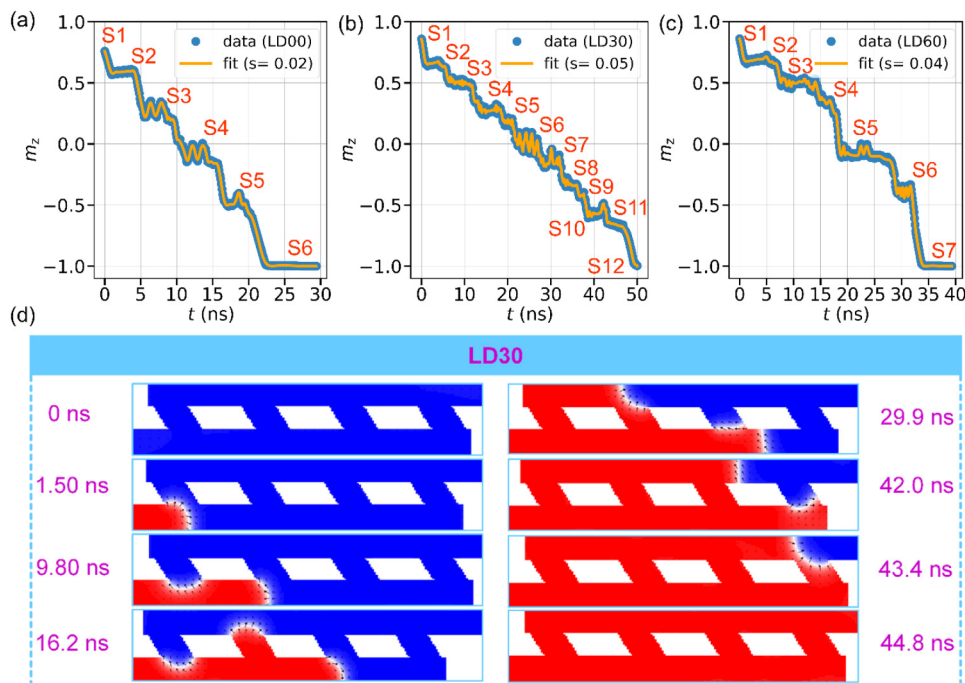 (a)
S1
S2
S3
S4
S5
S6
data (LD00)
fit (s= 0.02)
1.0
0.5
0.0
−0.5
−1.0
m_z
0 5 10 15 20 25 30
t (ns)
(b)
S1
S2
S3
S4
S5
S6
S7
S8
S9
S10
S11
S12
data (LD30)
fit (s= 0.05)
1.0
0.5
0.0
−0.5
−1.0
m_z
0 10 20 30 40 50
t (ns)
(c)
S1
S2
S3
S4
S5
S6
S7
data (LD60)
fit (s= 0.04)
1.0
0.5
0.0
−0.5
−1.0
m_z
0 5 10 15 20 25 30 35 40
t (ns)
(d)
LD30
0 ns
1.50 ns
9.80 ns
16.2 ns
29.9 ns
42.0 ns
43.4 ns
44.8 ns